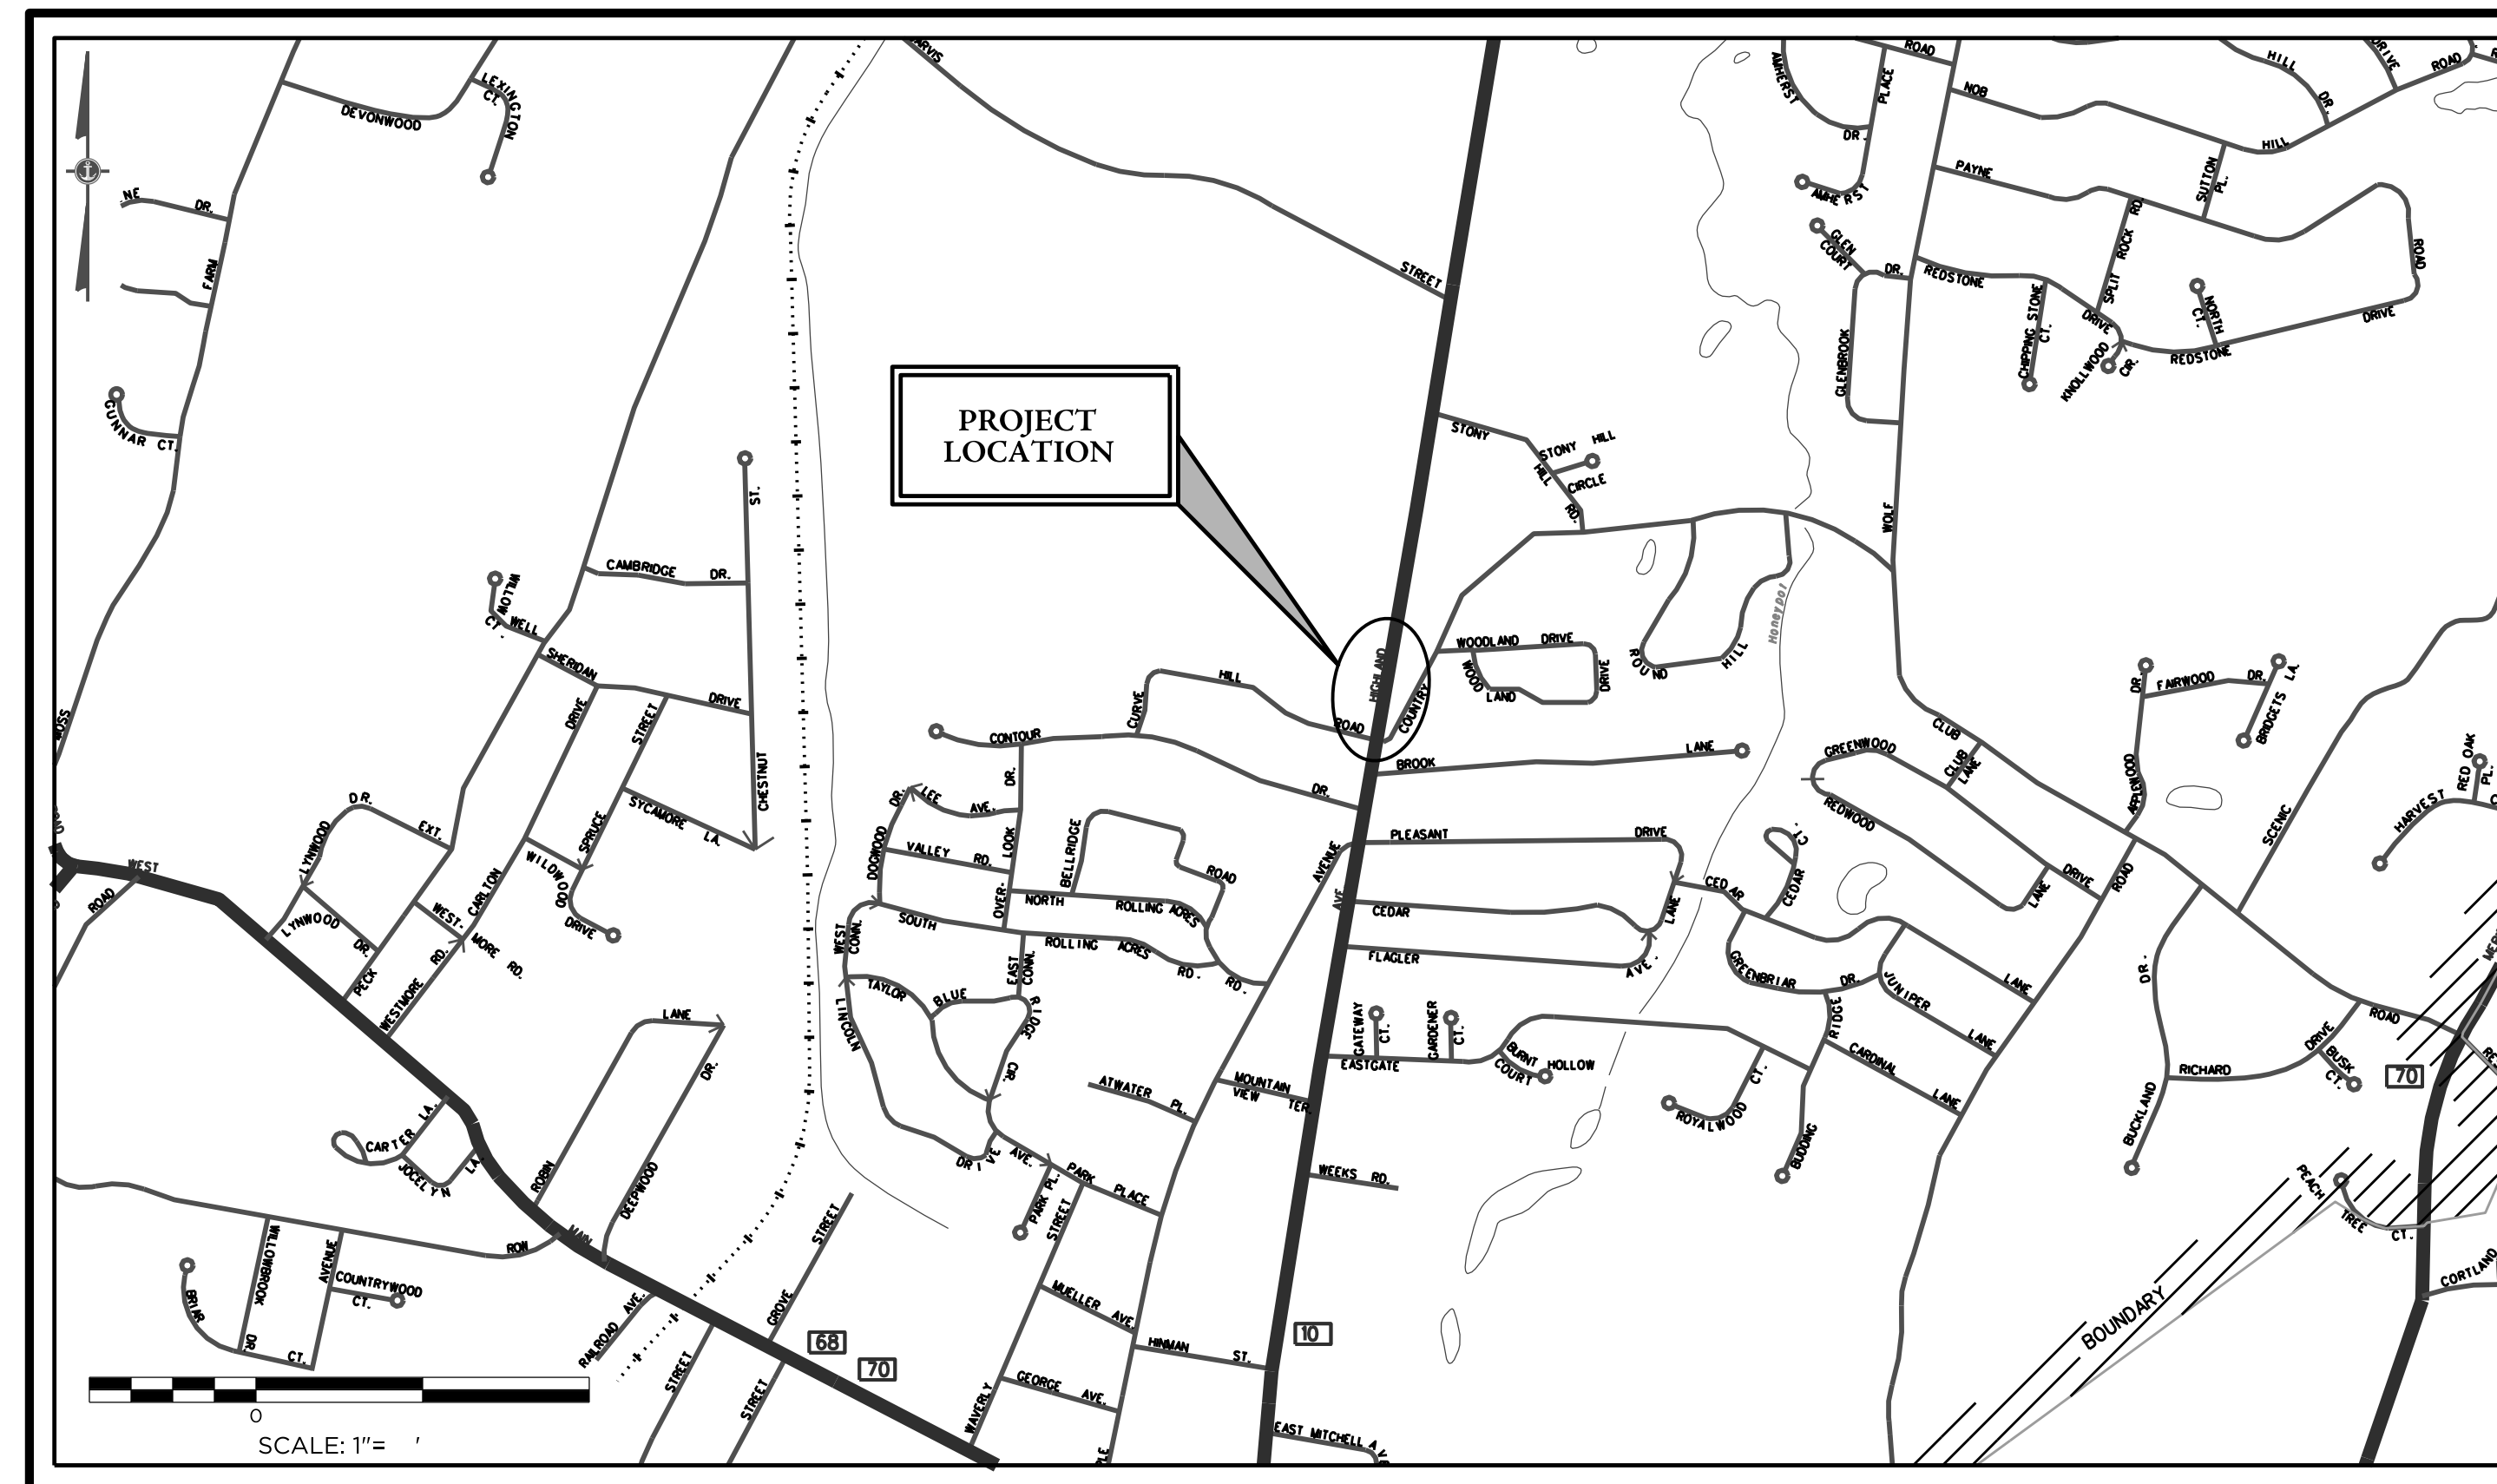 ARVIS
STREET
DEVONWOOD
LEXINGTON
CT.
NE DR.
FARM
GUNNAR CT.
PROJECT
LOCATION
AMHERST
DR.
PLACE
ROAD
AMHERST
NOB
HILL
HILL
DR.
DRIVE
ROAD
PAYNE
SUTTON
PL.
ROAD
GLEN
COURT
DR.
REDSTONE
DRIVE
SPLIT ROCK RD.
CHIPPING STONE
CT.
KNOLLWOOD
CIR.
NORTH
CT.
REDSTONE
DRIVE
GLENBROOK
STONY
HILL
RD.
STONY HILL
CIRCLE
WOLF
ST.
CHESTNUT
CAMBRIDGE DR.
WILLOW
CT.
WELL
SHERIDAN
DRIVE
DRIVE
STREET
SPRUCE
CARLTON
SYCAMORE LA.
WILDWOOD
DRIVE
LYNWOOD
DR.
EXT.
LYNWOOD
DR.
WEST-
MORE RD.
WESTMORE
RD.
PECK
MOSS
WEST
ROAD
HIGHLAND
COUNTRY
CLUB
ROAD
WOODLAND DRIVE
WOOD
LAND
DRIVE
ROUND
HILL
CURVE
HILL
ROAD
CONTOUR
DR.
BROOK
LANE
LEE
AVE.
DOGWOOD
DR.
VALLEY RD.
OVER-
LOOK
DR.
BELLRIDGE
ROAD
NORTH
ROLLING ACRES
RD.
SOUTH
ROLLING ACRES
RD.
WEST
CONN.
EAST
CONN.
TAYLOR
AVE.
BLUE
RIDGE
CIR.
LINCOLN
DRIVE
PLEASANT
DRIVE
AVENUE
AVE
CEDAR
LANE
FLAGLER
AVE.
CEDAR
LANE
CEDAR
CT.
GREENWOOD
DRIVE
REDWOOD
LANE
CLUB
LANE
APPLEWOOD
DR.
FAIRWOOD DR.
BRIDGETS LA.
SCENIC
HARVEST
RED OAK
PL.
ROAD
GREENBRIAR
DR.
JUNIPER
LANE
RIDGE
CARDINAL
LANE
GATEWAY
CT.
GARDENER
CT.
EASTGATE
BURNT HOLLOW
COURT
ROYALWOOD
CT.
BUDDING
BUCKLAND
DR.
RICHARD
DRIVE
BUSK
CT.
70
ATWATER
PL.
MOUNTAIN
VIEW TER.
WEEKS RD.
PARK PL.
PARK
PLACE
STREET
WAVERLY
MUELLER AVE.
HINMAN ST.
GEORGE AVE.
EAST MITCHELL AVE
10
CARTER
LA.
JOCELYN
LA.
ROBIN
LANE
DEEPWOOD
DR.
MAIN
ROW
WILLOWBROOK
DR.
AVENUE
COUNTRYWOOD
CT.
BRIAR
CT.
RAILROAD
AVE.
GROVE
STREET
STREET
STREET
68
70
PEACH
TREE
CT.
CORTLAND
BOUNDARY
0
SCALE: 1"= '